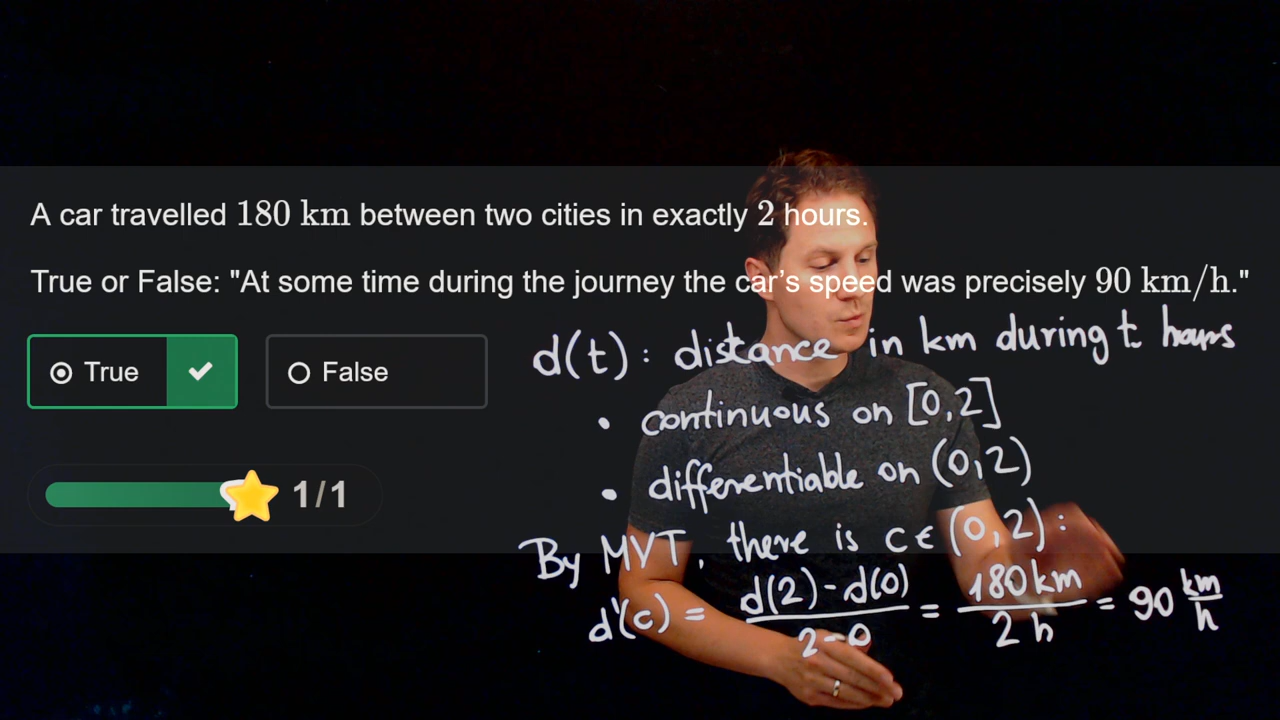 A car travelled 180 km between two cities in exactly 2 hours.
True or False: "At some time during the journey the car's speed was precisely 90 km/h."
True
False
1/1
d(t): distance in km during t hours
• continuous on [0,2]
• differentiable on (0,2)
By MVT, there is c ∈ (0,2):
d'(c) = d(2)-d(0) / 2-0 = 180 km / 2 h = 90 km/h